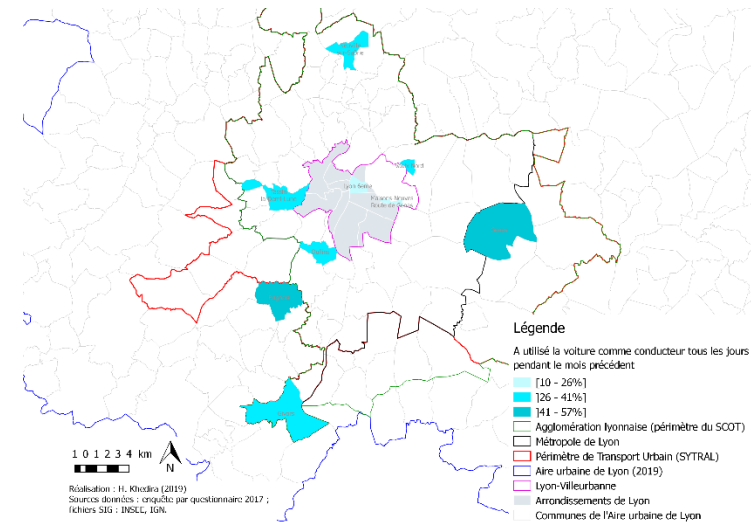 Lyon 6ème
Légende
A utilisé la voiture comme conducteur tous les jours
pendant le mois précédent
[10 - 26%]
]26 - 41%]
]41 - 57%]
Agglomération lyonnaise (périmètre du SCOT)
Métropole de Lyon
Périmètre de Transport Urbain (SYTRAL)
Aire urbaine de Lyon (2019)
Lyon-Villeurbanne
Arrondissements de Lyon
Communes de l'Aire urbaine de Lyon
1 0 1 2 3 4 km
N
Réalisation : H. Khedira (2019)
Sources données : enquête par questionnaire 2017 ;
fichiers SIG : INSEE, IGN.